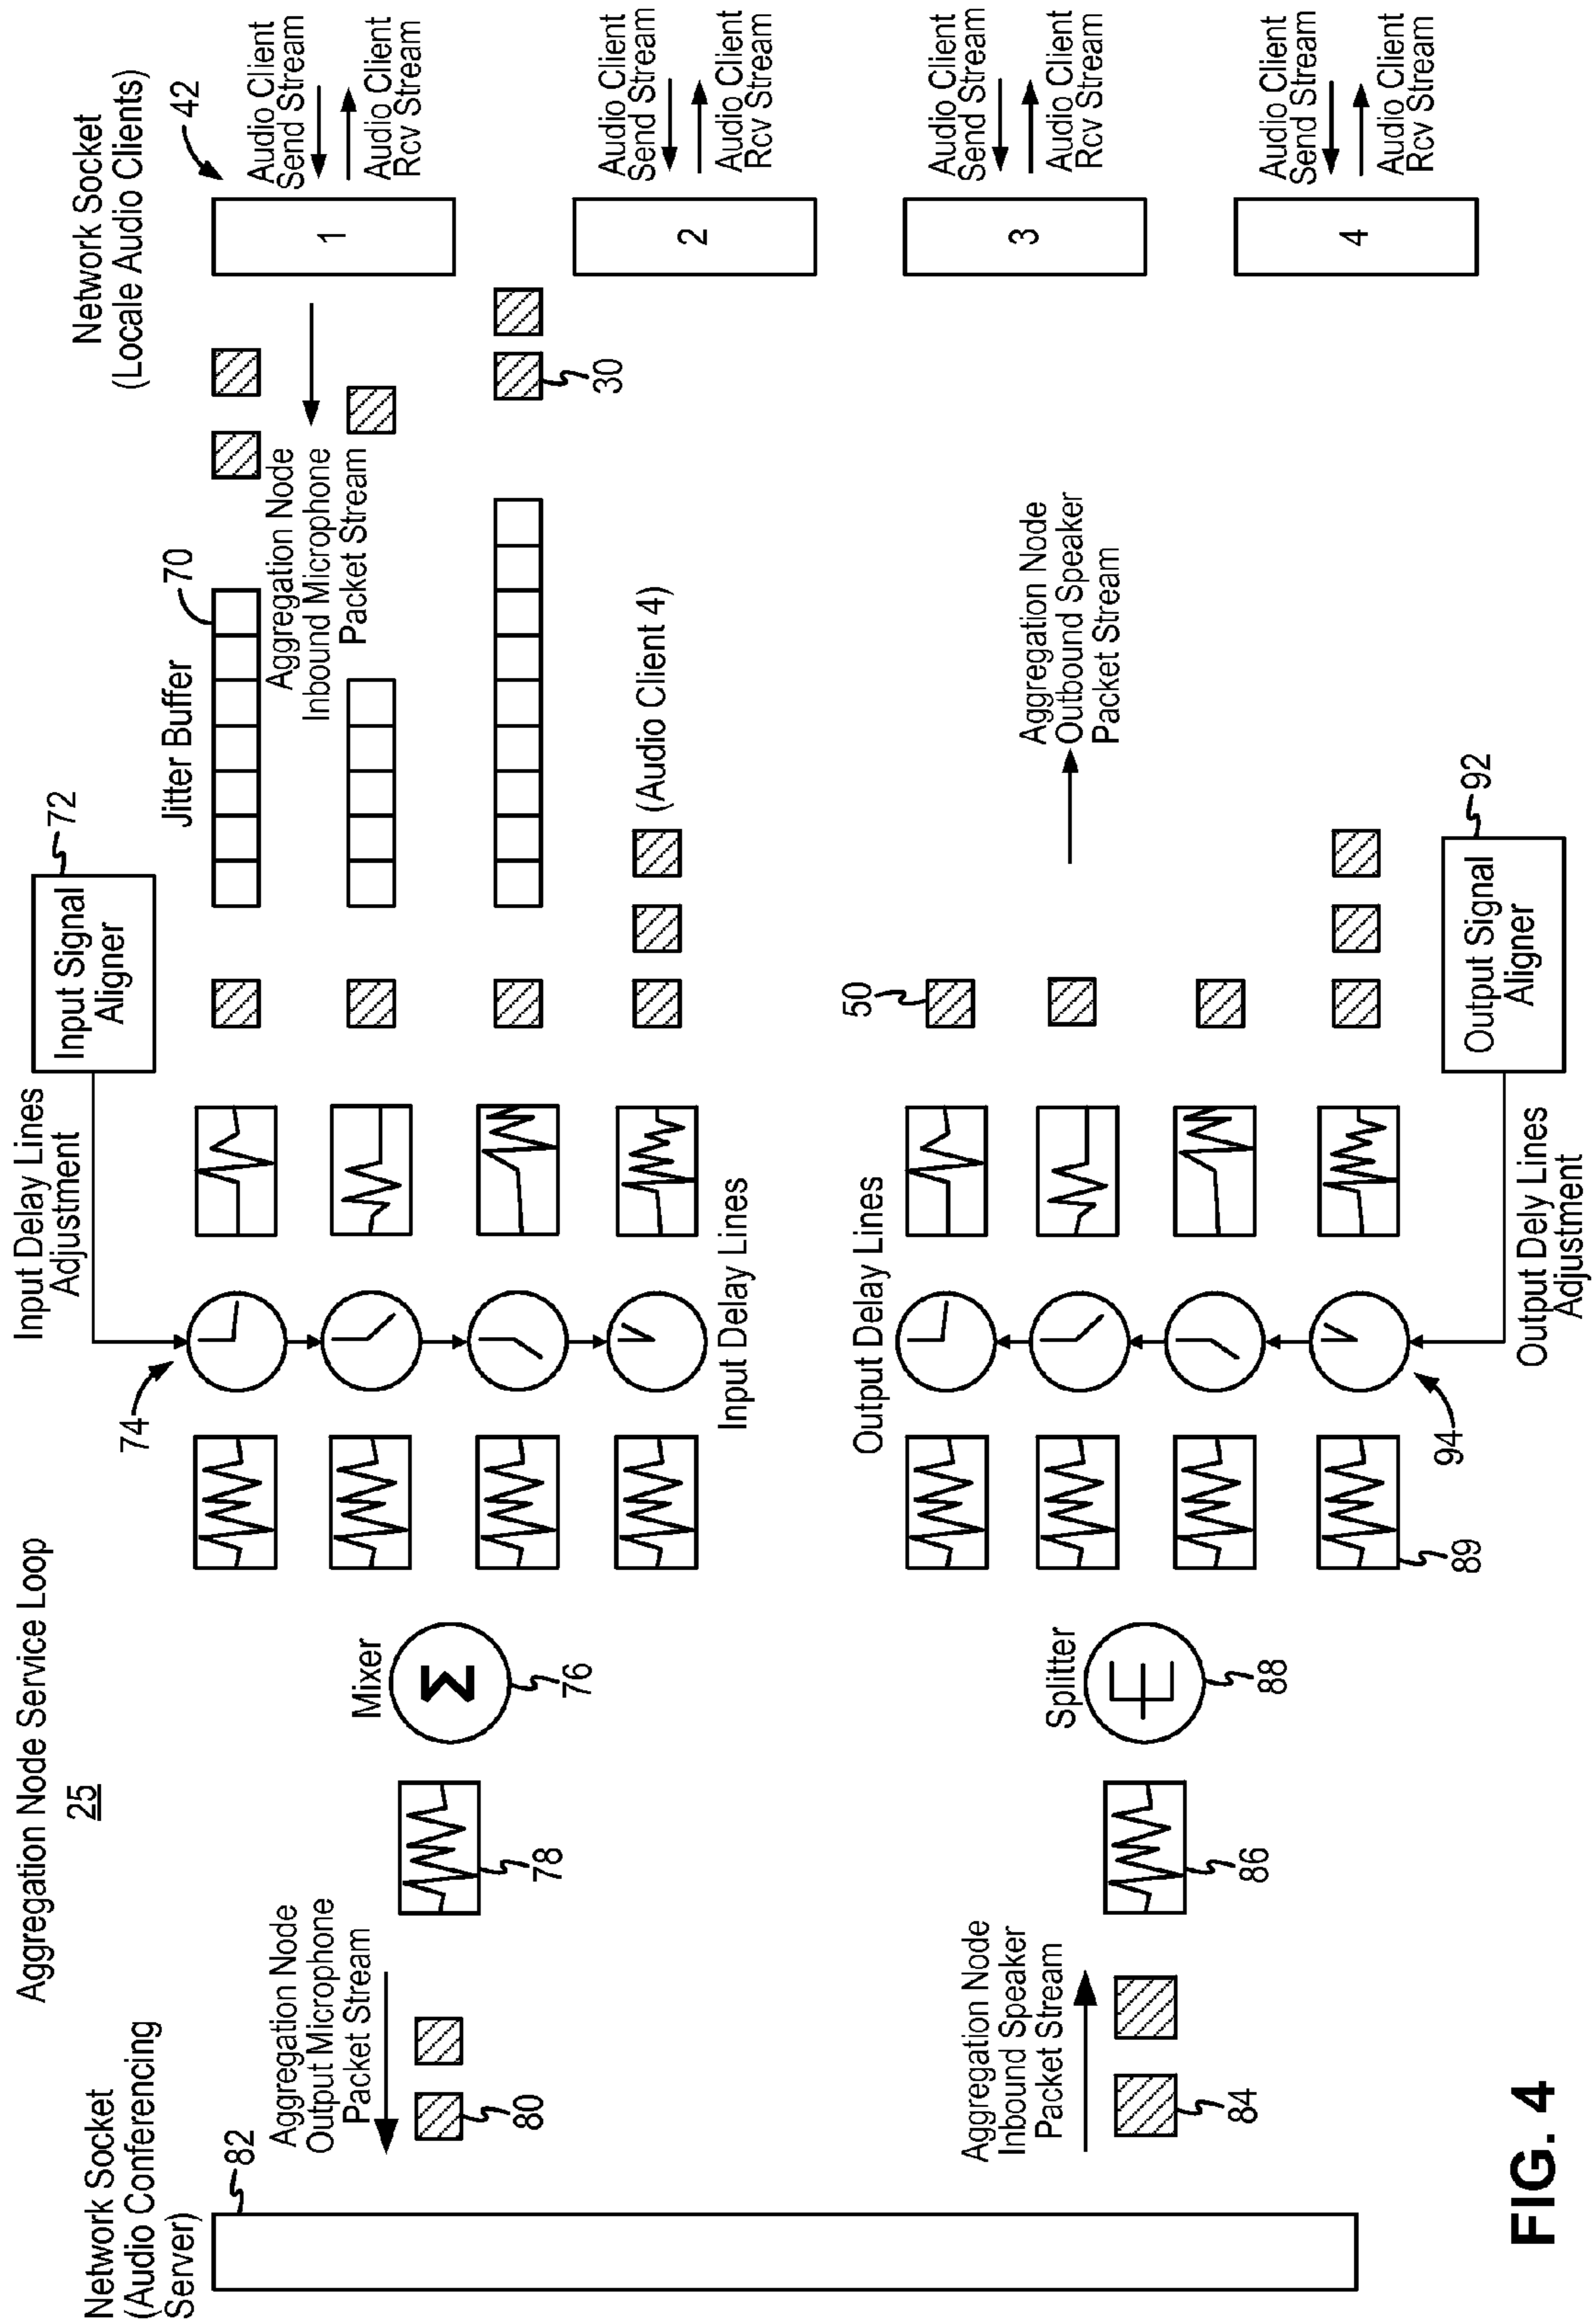 Aggregation Node Service Loop
25
Network Socket
(Audio Conferencing
Server)
82
Aggregation Node
Output Microphone
Packet Stream
80
78
Mixer
Σ
76
74
Input Delay Lines
Adjustment
Input Signal
Aligner
72
Input Delay Lines
Jitter Buffer
70
Aggregation Node
Inbound Microphone
Packet Stream
(Audio Client 4)
30
Network Socket
(Locale Audio Clients)
42
1
Audio Client
Send Stream
Audio Client
Rcv Stream
2
Audio Client
Send Stream
Audio Client
Rcv Stream
3
Audio Client
Send Stream
Audio Client
Rcv Stream
4
Audio Client
Send Stream
Audio Client
Rcv Stream
Aggregation Node
Inbound Speaker
Packet Stream
84
86
Splitter
88
89
Output Delay Lines
94
Output Dely Lines
Adjustment
Output Signal
Aligner
92
50
Aggregation Node
Outbound Speaker
Packet Stream
FIG. 4